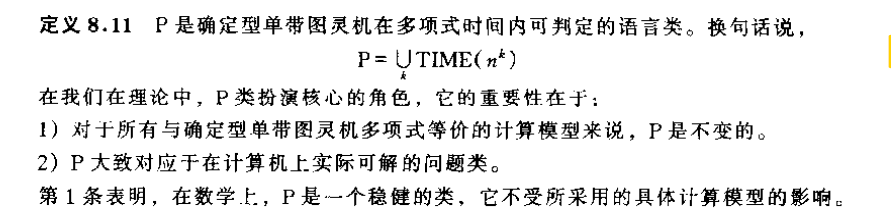 定义 8.11 P 是确定型单带图灵机在多项式时间内可判定的语言类。换句话说，
P = ⋃ₖ TIME(nᵏ)
在我们在理论中，P 类扮演核心的角色，它的重要性在于：
1) 对于所有与确定型单带图灵机多项式等价的计算模型来说，P 是不变的。
2) P 大致对应于在计算机上实际可解的问题类。
第 1 条表明，在数学上，P 是一个稳健的类，它不受所采用的具体计算模型的影响。